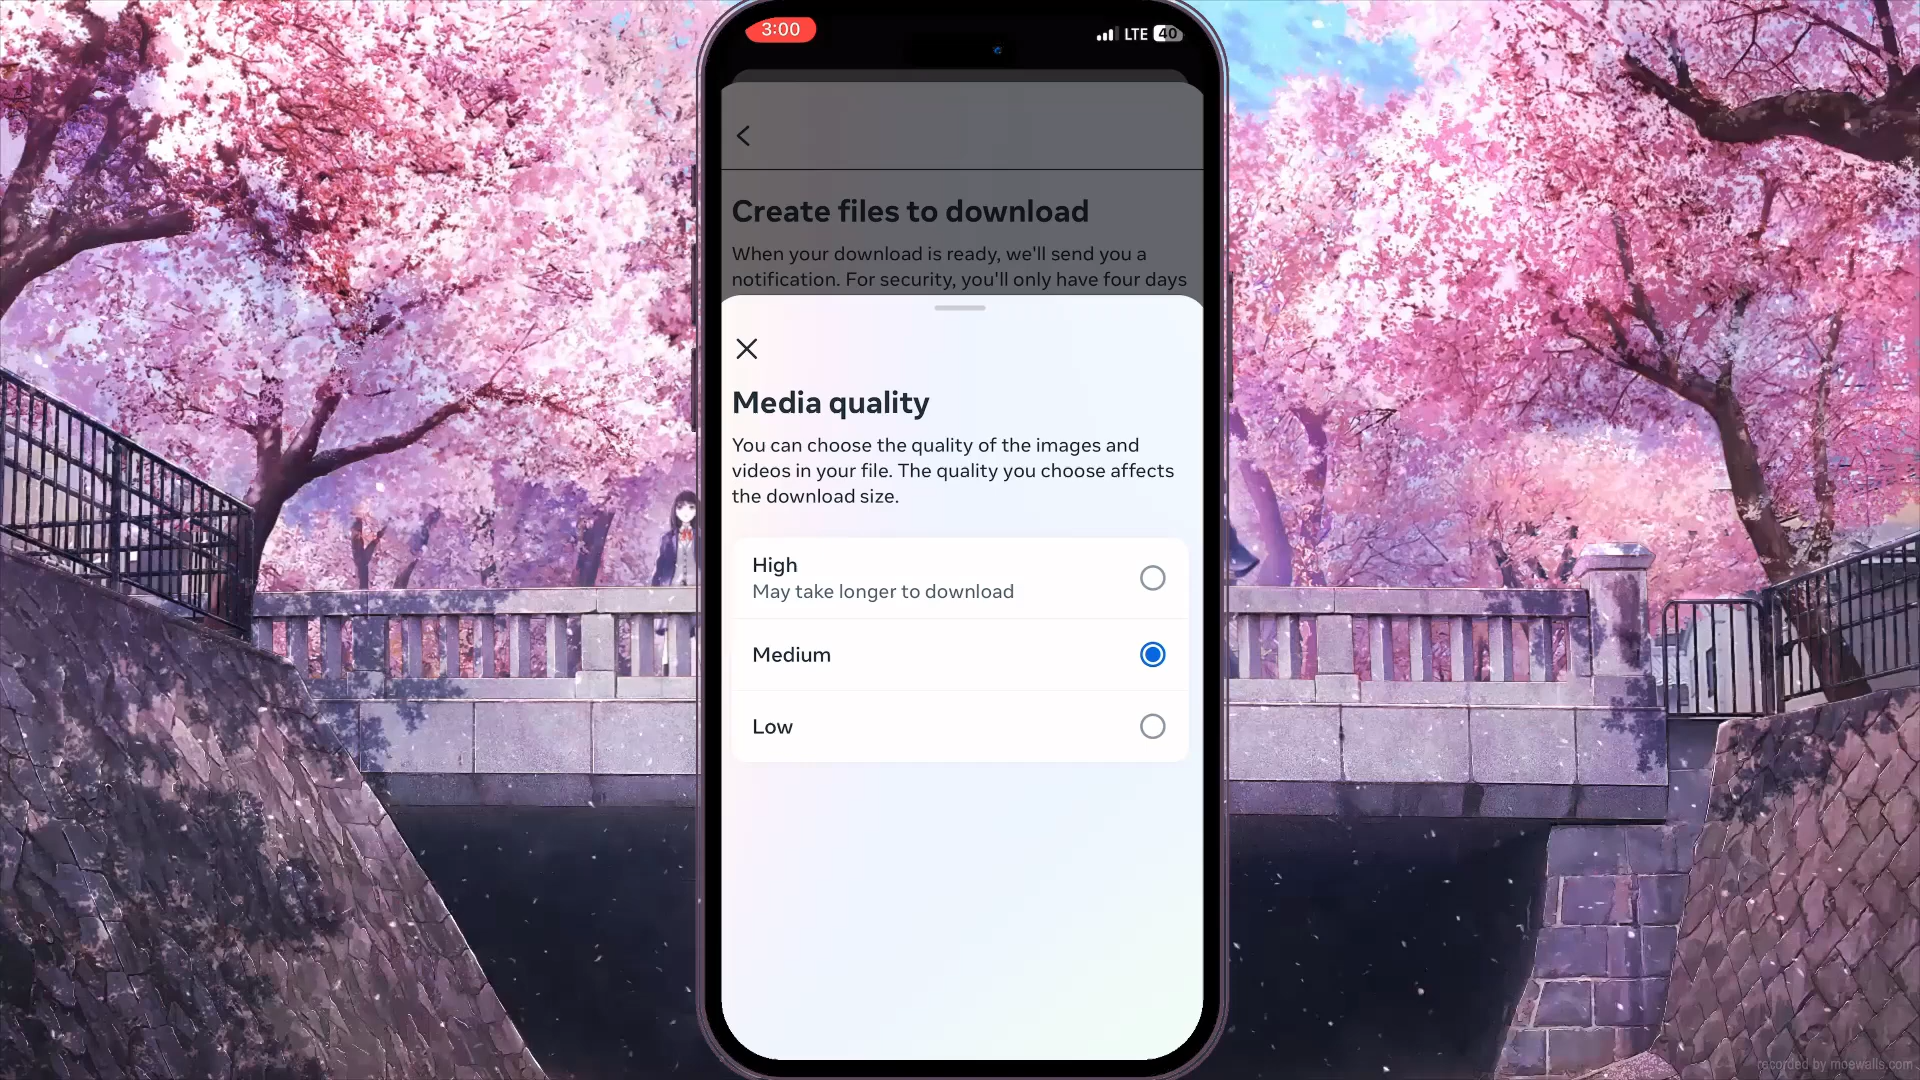 3:00
LTE 40
Create files to download
When your download is ready, we'll send you a
notification. For security, you'll only have four days
Media quality
You can choose the quality of the images and
videos in your file. The quality you choose affects
the download size.
High
May take longer to download
Medium
Low
recorded by moewalls.com